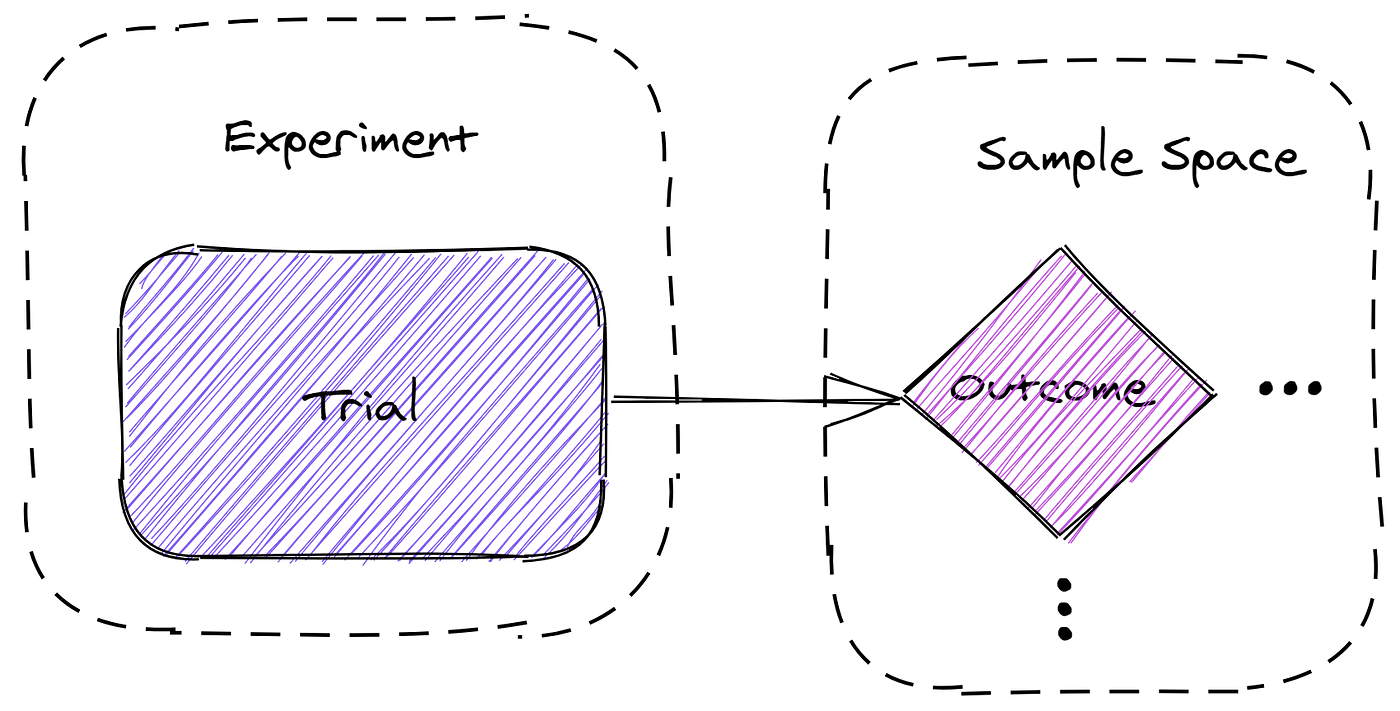 Experiment
Sample Space
Trial
Outcome